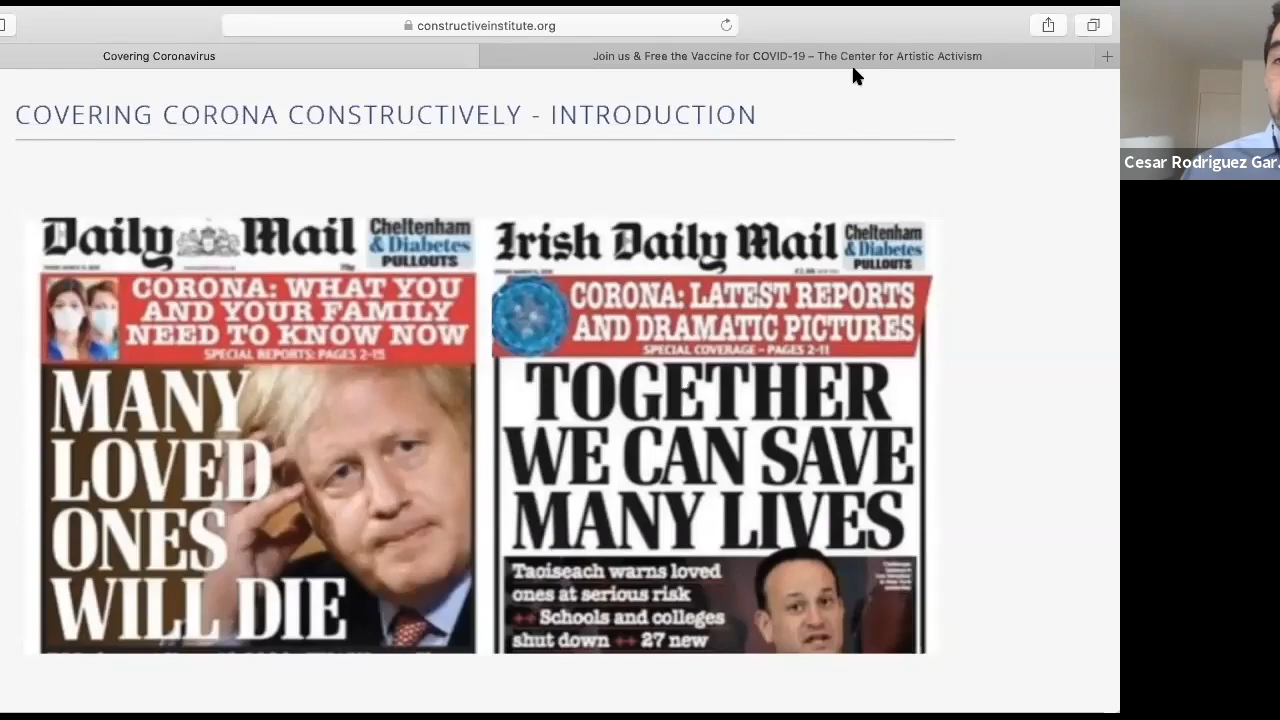 constructiveinstitute.org
Covering Coronavirus
Join us & Free the Vaccine for COVID-19 – The Center for Artistic Activism
COVERING CORONA CONSTRUCTIVELY - INTRODUCTION
Cesar Rodriguez Gar.
Daily Mail
Cheltenham
& Diabetes
PULLOUTS
CORONA: WHAT YOU
AND YOUR FAMILY
NEED TO KNOW NOW
SPECIAL REPORTS: PAGES 2-15
MANY
LOVED
ONES
WILL DIE
Irish Daily Mail
Cheltenham
& Diabetes
PULLOUTS
CORONA: LATEST REPORTS
AND DRAMATIC PICTURES
SPECIAL COVERAGE – PAGES 2-11
TOGETHER
WE CAN SAVE
MANY LIVES
Taoiseach warns loved
ones at serious risk
++ Schools and colleges
shut down ++ 27 new